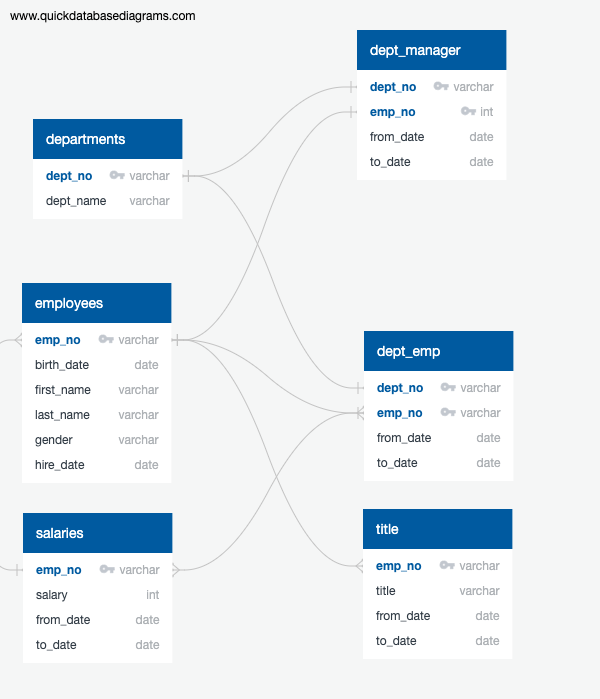 www.quickdatabasediagrams.com
dept_manager
dept_no varchar
emp_no int
from_date date
to_date date
departments
dept_no varchar
dept_name varchar
employees
emp_no varchar
birth_date date
first_name varchar
last_name varchar
gender varchar
hire_date date
dept_emp
dept_no varchar
emp_no varchar
from_date date
to_date date
salaries
emp_no varchar
salary int
from_date date
to_date date
title
emp_no varchar
title varchar
from_date date
to_date date